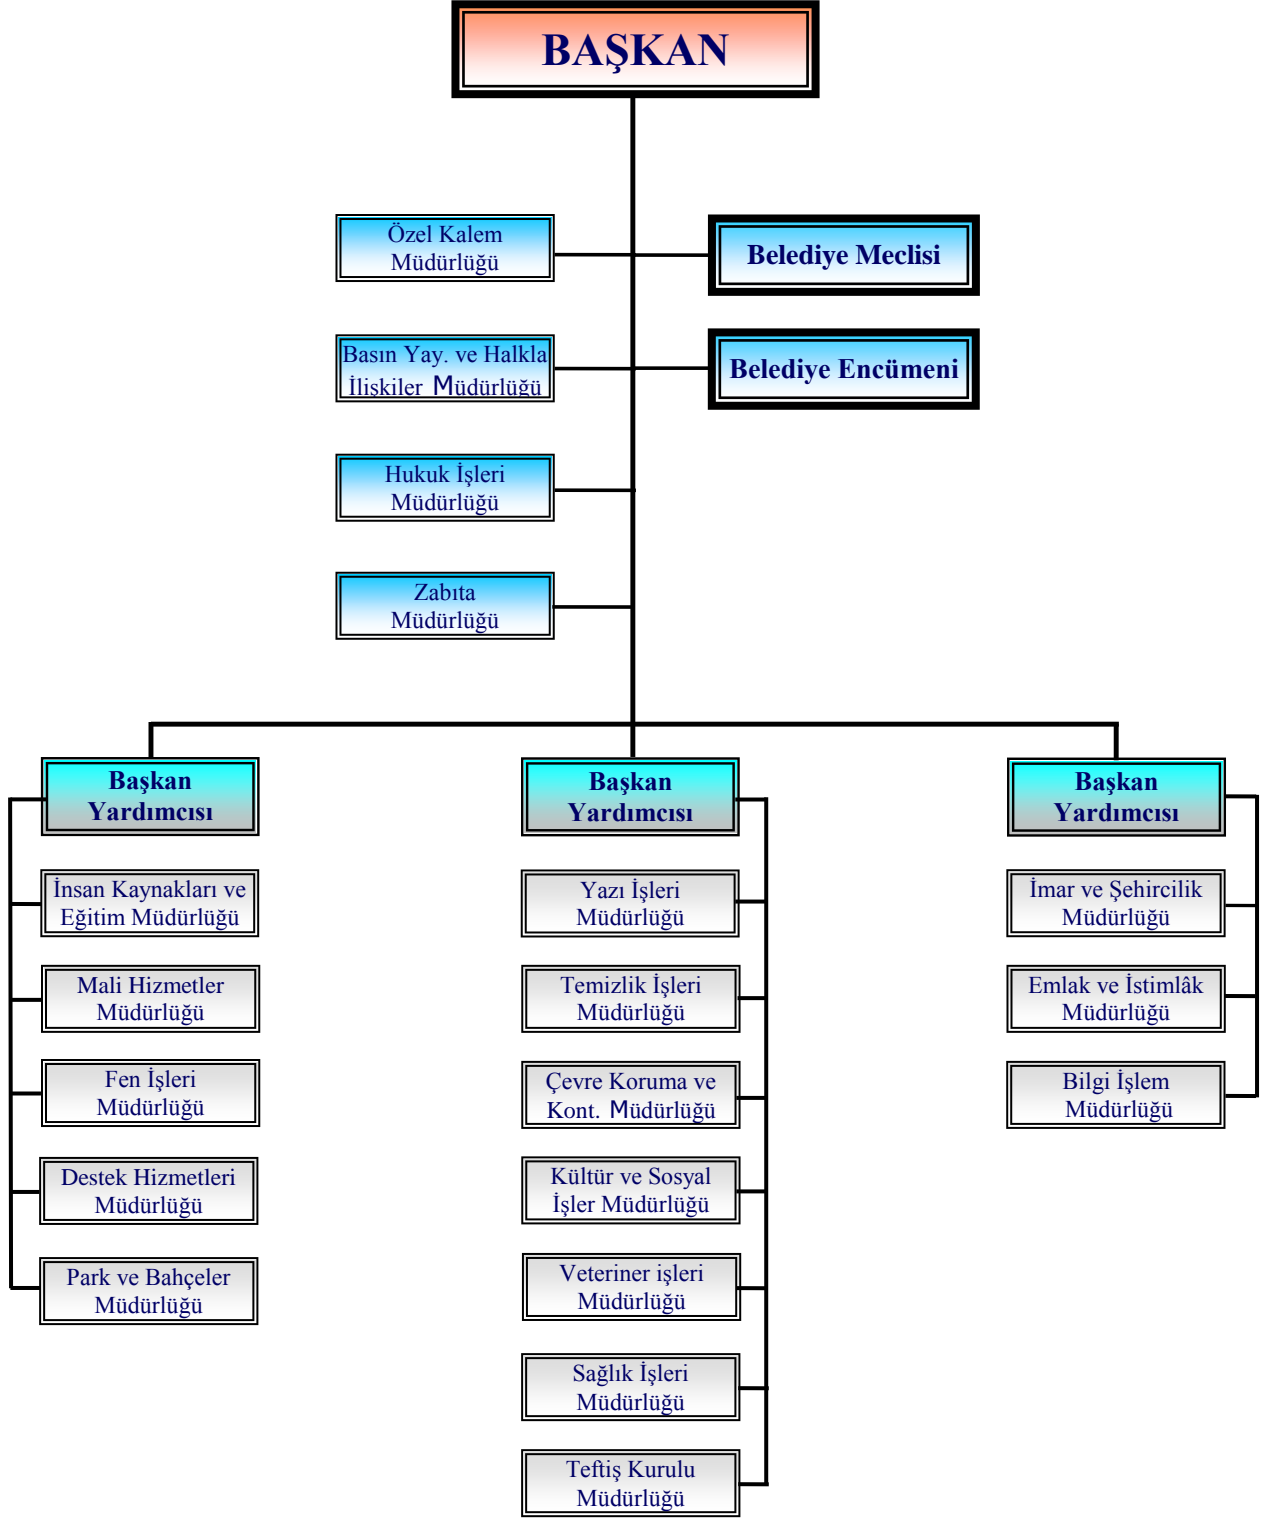 BAŞKAN
Özel Kalem
Müdürlüğü
Belediye Meclisi
Basın Yay. ve Halkla
İlişkiler Müdürlüğü
Belediye Encümeni
Hukuk İşleri
Müdürlüğü
Zabıta
Müdürlüğü
Başkan
Yardımcısı
İnsan Kaynakları ve
Eğitim Müdürlüğü
Mali Hizmetler
Müdürlüğü
Fen İşleri
Müdürlüğü
Destek Hizmetleri
Müdürlüğü
Park ve Bahçeler
Müdürlüğü
Başkan
Yardımcısı
Yazı İşleri
Müdürlüğü
Temizlik İşleri
Müdürlüğü
Çevre Koruma ve
Kont. Müdürlüğü
Kültür ve Sosyal
İşler Müdürlüğü
Veteriner işleri
Müdürlüğü
Sağlık İşleri
Müdürlüğü
Teftiş Kurulu
Müdürlüğü
Başkan
Yardımcısı
İmar ve Şehircilik
Müdürlüğü
Emlak ve İstimlâk
Müdürlüğü
Bilgi İşlem
Müdürlüğü